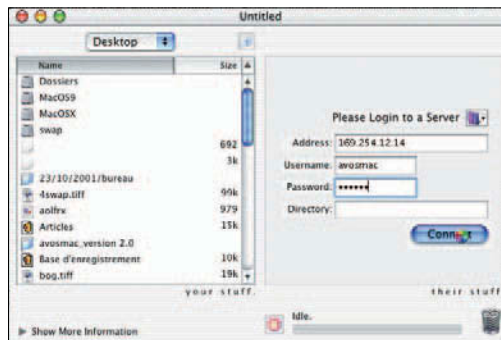 Untitled
Desktop
Name Size
Dossiers
MacOS9
MacOSX
swap
692
3k
23/10/2001/bureau
4swap.tiff 99k
aolfrx 979
Articles 15k
avosmac version 2.0
Base d'enregistrement 10k
bog.tiff 19k
your stuff.
Show More Information
Please Login to a Server
Address: 169.254.12.14
Username: avosmac
Password: ••••••
Directory:
Connect
their stuff
Idle.